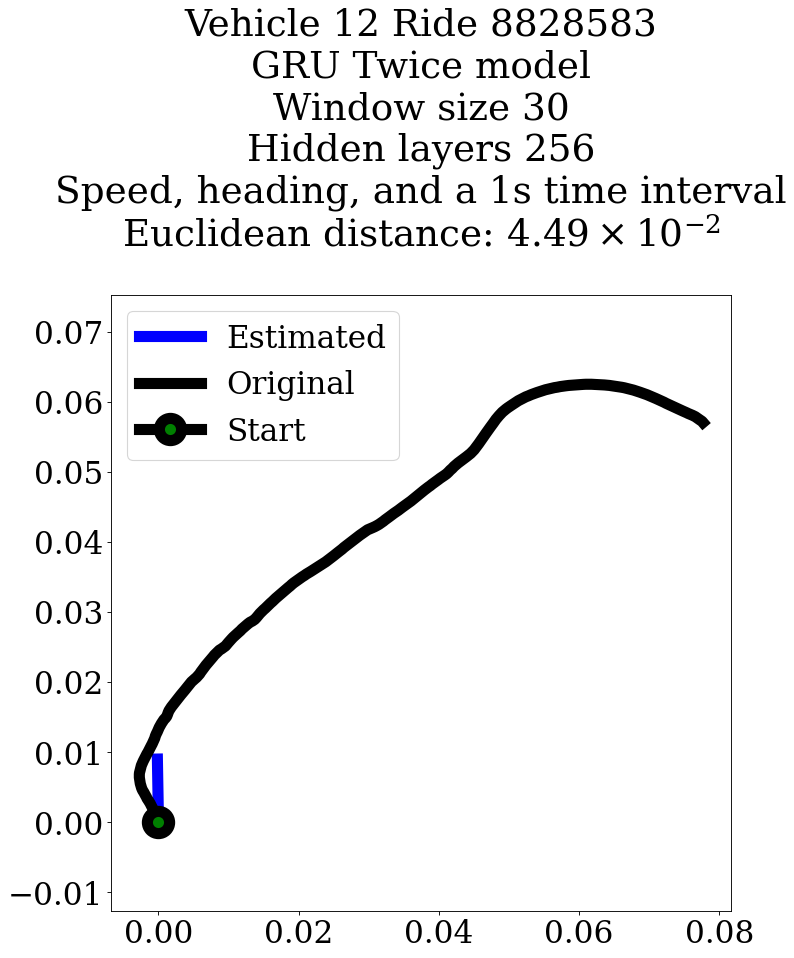 Vehicle 12 Ride 8828583
GRU Twice model
Window size 30
Hidden layers 256
Speed, heading, and a 1s time interval
Euclidean distance: 4.49 × 10⁻²
Estimated
Original
Start
0.07
0.06
0.05
0.04
0.03
0.02
0.01
0.00
−0.01
0.00 0.02 0.04 0.06 0.08